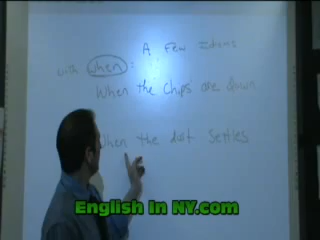 A Few Idioms
with when:
When the chips are down
When the dust settles
English in NY.com